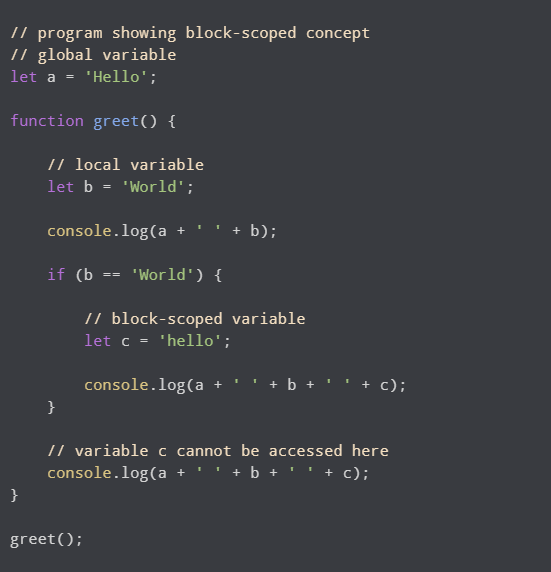 // program showing block-scoped concept
// global variable
let a = 'Hello';
function greet() {
// local variable
let b = 'World';
console.log(a + ' ' + b);
if (b == 'World') {
// block-scoped variable
let c = 'hello';
console.log(a + ' ' + b + ' ' + c);
}
// variable c cannot be accessed here
console.log(a + ' ' + b + ' ' + c);
}
greet();